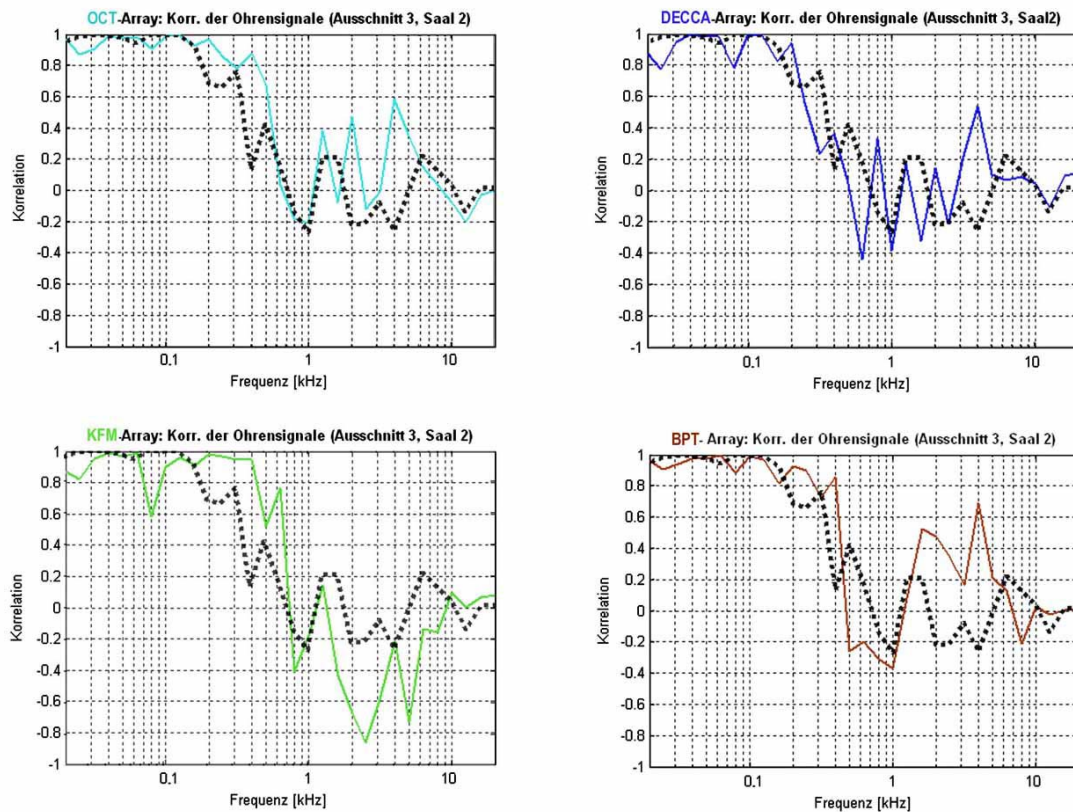 OCT-Array: Korr. der Ohrensignale (Ausschnitt 3, Saal 2)
1
0.8
0.6
0.4
0.2
0
-0.2
-0.4
-0.6
-0.8
-1
Korrelation
0.1 1 10
Frequenz [kHz]
DECCA-Array: Korr. der Ohrensignale (Ausschnitt 3, Saal2)
1
0.8
0.6
0.4
0.2
0
-0.2
-0.4
-0.6
-0.8
-1
Korrelation
0.1 1 10
Frequenz [kHz]
KFM-Array: Korr. der Ohrensignale (Ausschnitt 3, Saal 2)
1
0.8
0.6
0.4
0.2
0
-0.2
-0.4
-0.6
-0.8
-1
Korrelation
0.1 1 10
Frequenz [kHz]
BPT- Array: Korr. der Ohrensignale (Ausschnitt 3, Saal 2)
1
0.8
0.6
0.4
0.2
0
-0.2
-0.4
-0.6
-0.8
-1
Korrelation
0.1 1 10
Frequenz [kHz]